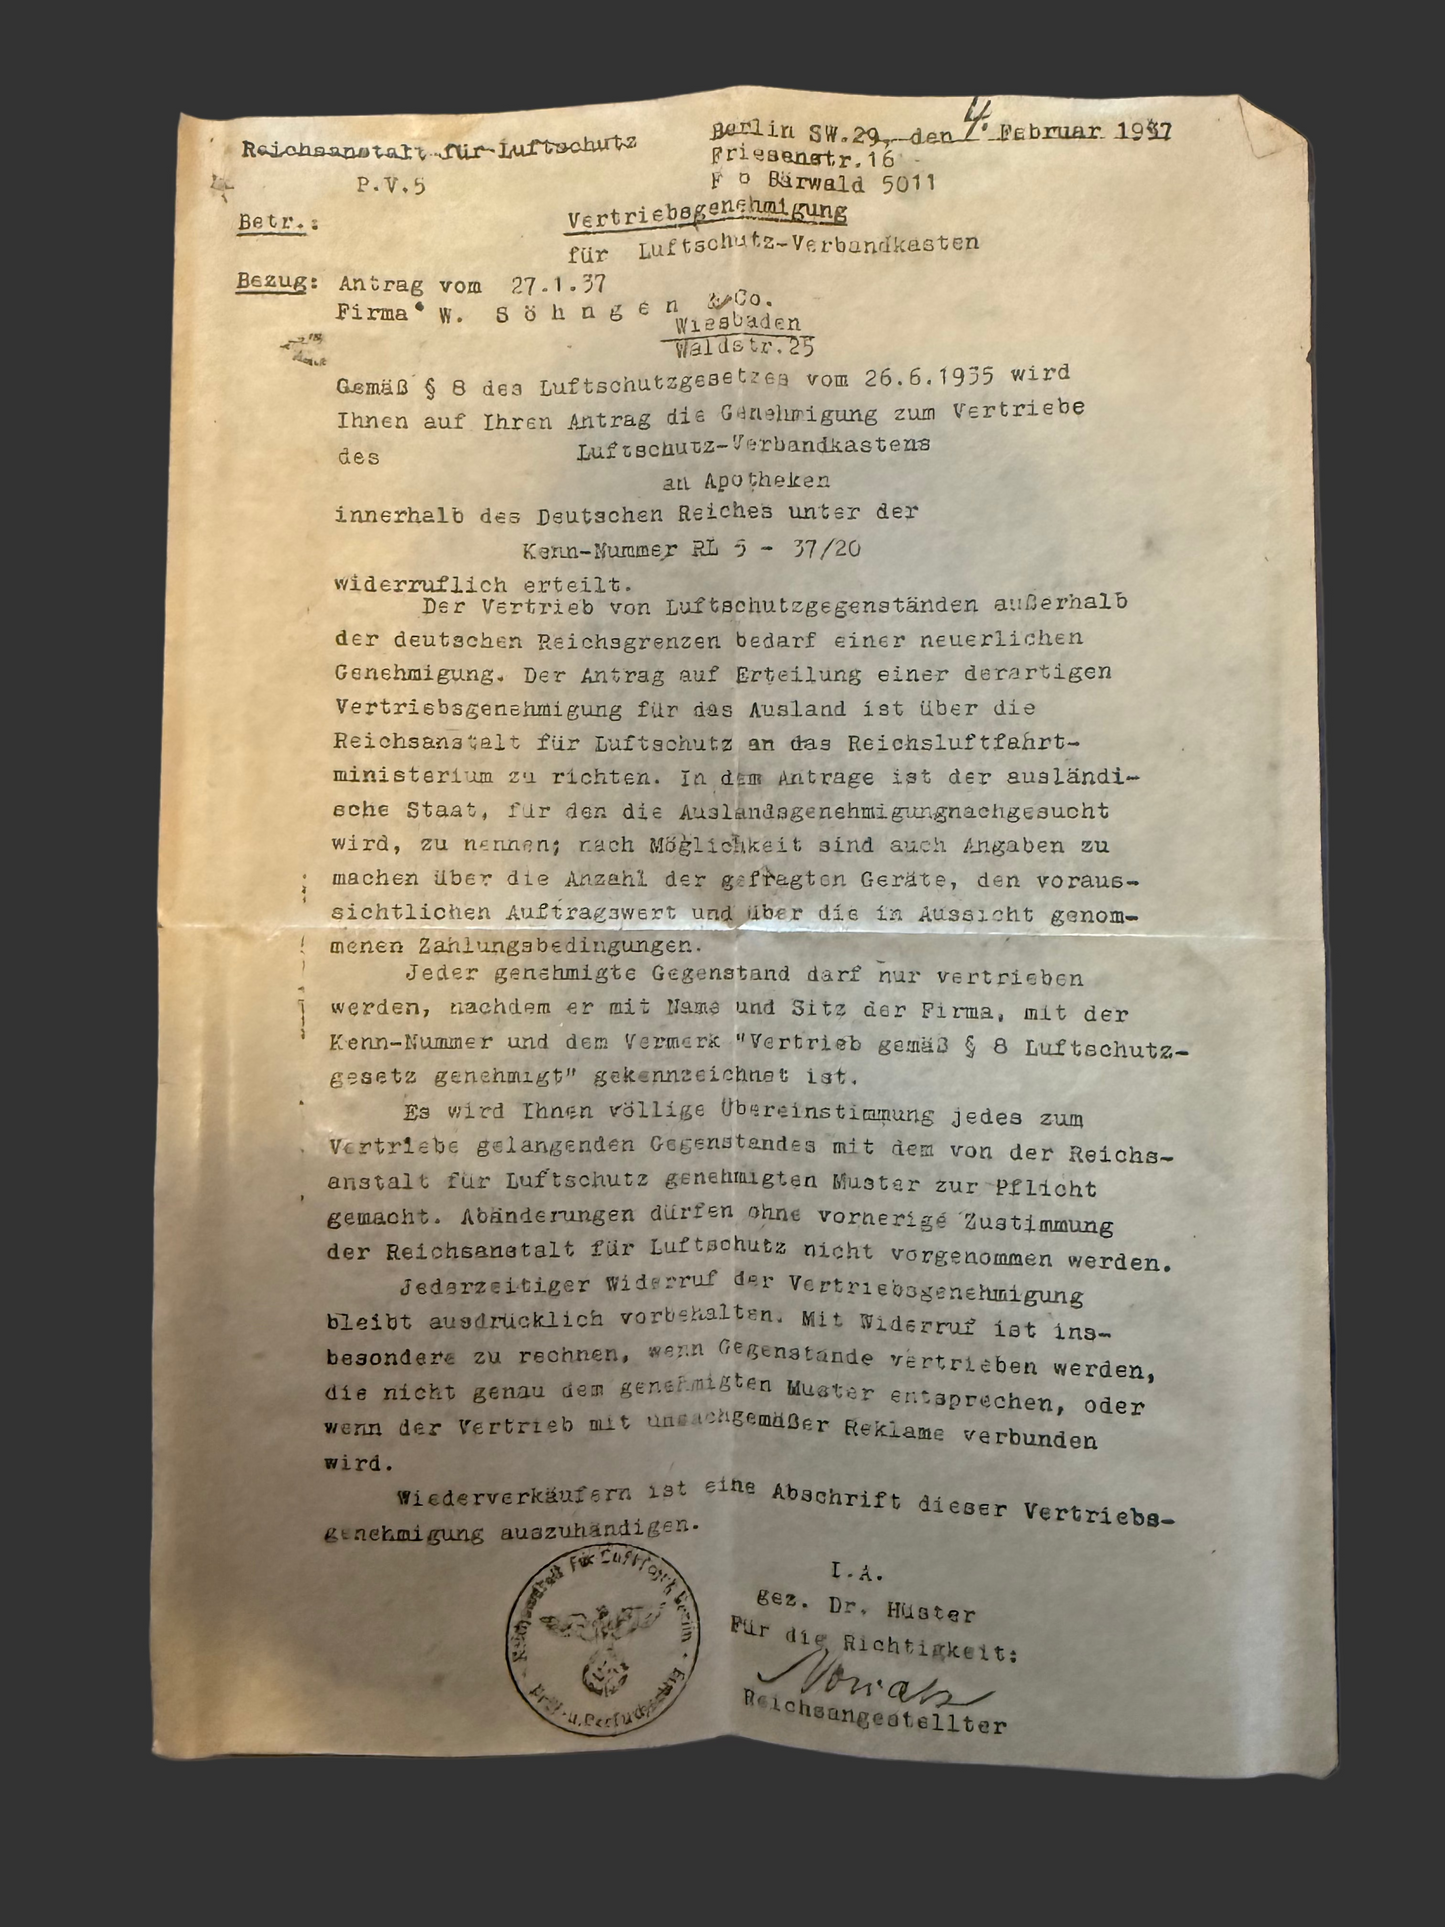 Reichsanstalt für Luftschutz
P.V.5
Berlin SW.29, den 4. Februar 1937
Friesenstr.16
F 0 Bärwald 5011
Betr.:
Vertriebsgenehmigung
für Luftschutz-Verbandkasten
Bezug: Antrag vom 27.1.37
Firma W. Söhngen & Co.
Wiesbaden
Waldstr.25
Gemäß § 8 des Luftschutzgesetzes vom 26.6.1935 wird
Ihnen auf Ihren Antrag die Genehmigung zum Vertriebe
des Luftschutz-Verbandkastens
an Apotheken
innerhalb des Deutschen Reiches unter der
Kenn-Nummer RL 5 - 37/20
widerruflich erteilt.
Der Vertrieb von Luftschutzgegenständen außerhalb
der deutschen Reichsgrenzen bedarf einer neuerlichen
Genehmigung. Der Antrag auf Erteilung einer derartigen
Vertriebsgenehmigung für das Ausland ist über die
Reichsanstalt für Luftschutz an das Reichsluftfahrt-
ministerium zu richten. In dem Antrage ist der ausländi-
sche Staat, für den die Auslandsgenehmigungnachgesucht
wird, zu nennen; nach Möglichkeit sind auch Angaben zu
machen über die Anzahl der gefragten Geräte, den voraus-
sichtlichen Auftragswert und über die in Aussicht genom-
menen Zahlungsbedingungen.
Jeder genehmigte Gegenstand darf nur vertrieben
werden, nachdem er mit Name und Sitz der Firma, mit der
Kenn-Nummer und dem Vermerk "Vertrieb gemäß § 8 Luftschutz-
gesetz genehmigt" gekennzeichnet ist.
Es wird Ihnen völlige Übereinstimmung jedes zum
Vertriebe gelangenden Gegenstandes mit dem von der Reichs-
anstalt für Luftschutz genehmigten Muster zur Pflicht
gemacht. Abänderungen dürfen ohne vorherige Zustimmung
der Reichsanstalt für Luftschutz nicht vorgenommen werden.
Jederzeitiger Widerruf der Vertriebsgenehmigung
bleibt ausdrücklich vorbehalten. Mit Widerruf ist ins-
besondere zu rechnen, wenn Gegenstände vertrieben werden,
die nicht genau dem genehmigten Muster entsprechen, oder
wenn der Vertrieb mit unsachgemäßer Reklame verbunden
wird.
Wiederverkäufern ist eine Abschrift dieser Vertriebs-
genehmigung auszuhändigen.
I.A.
gez. Dr. Hüster
Für die Richtigkeit:
Reichsangestellter
Reichsanstalt für Luftschutz Berlin